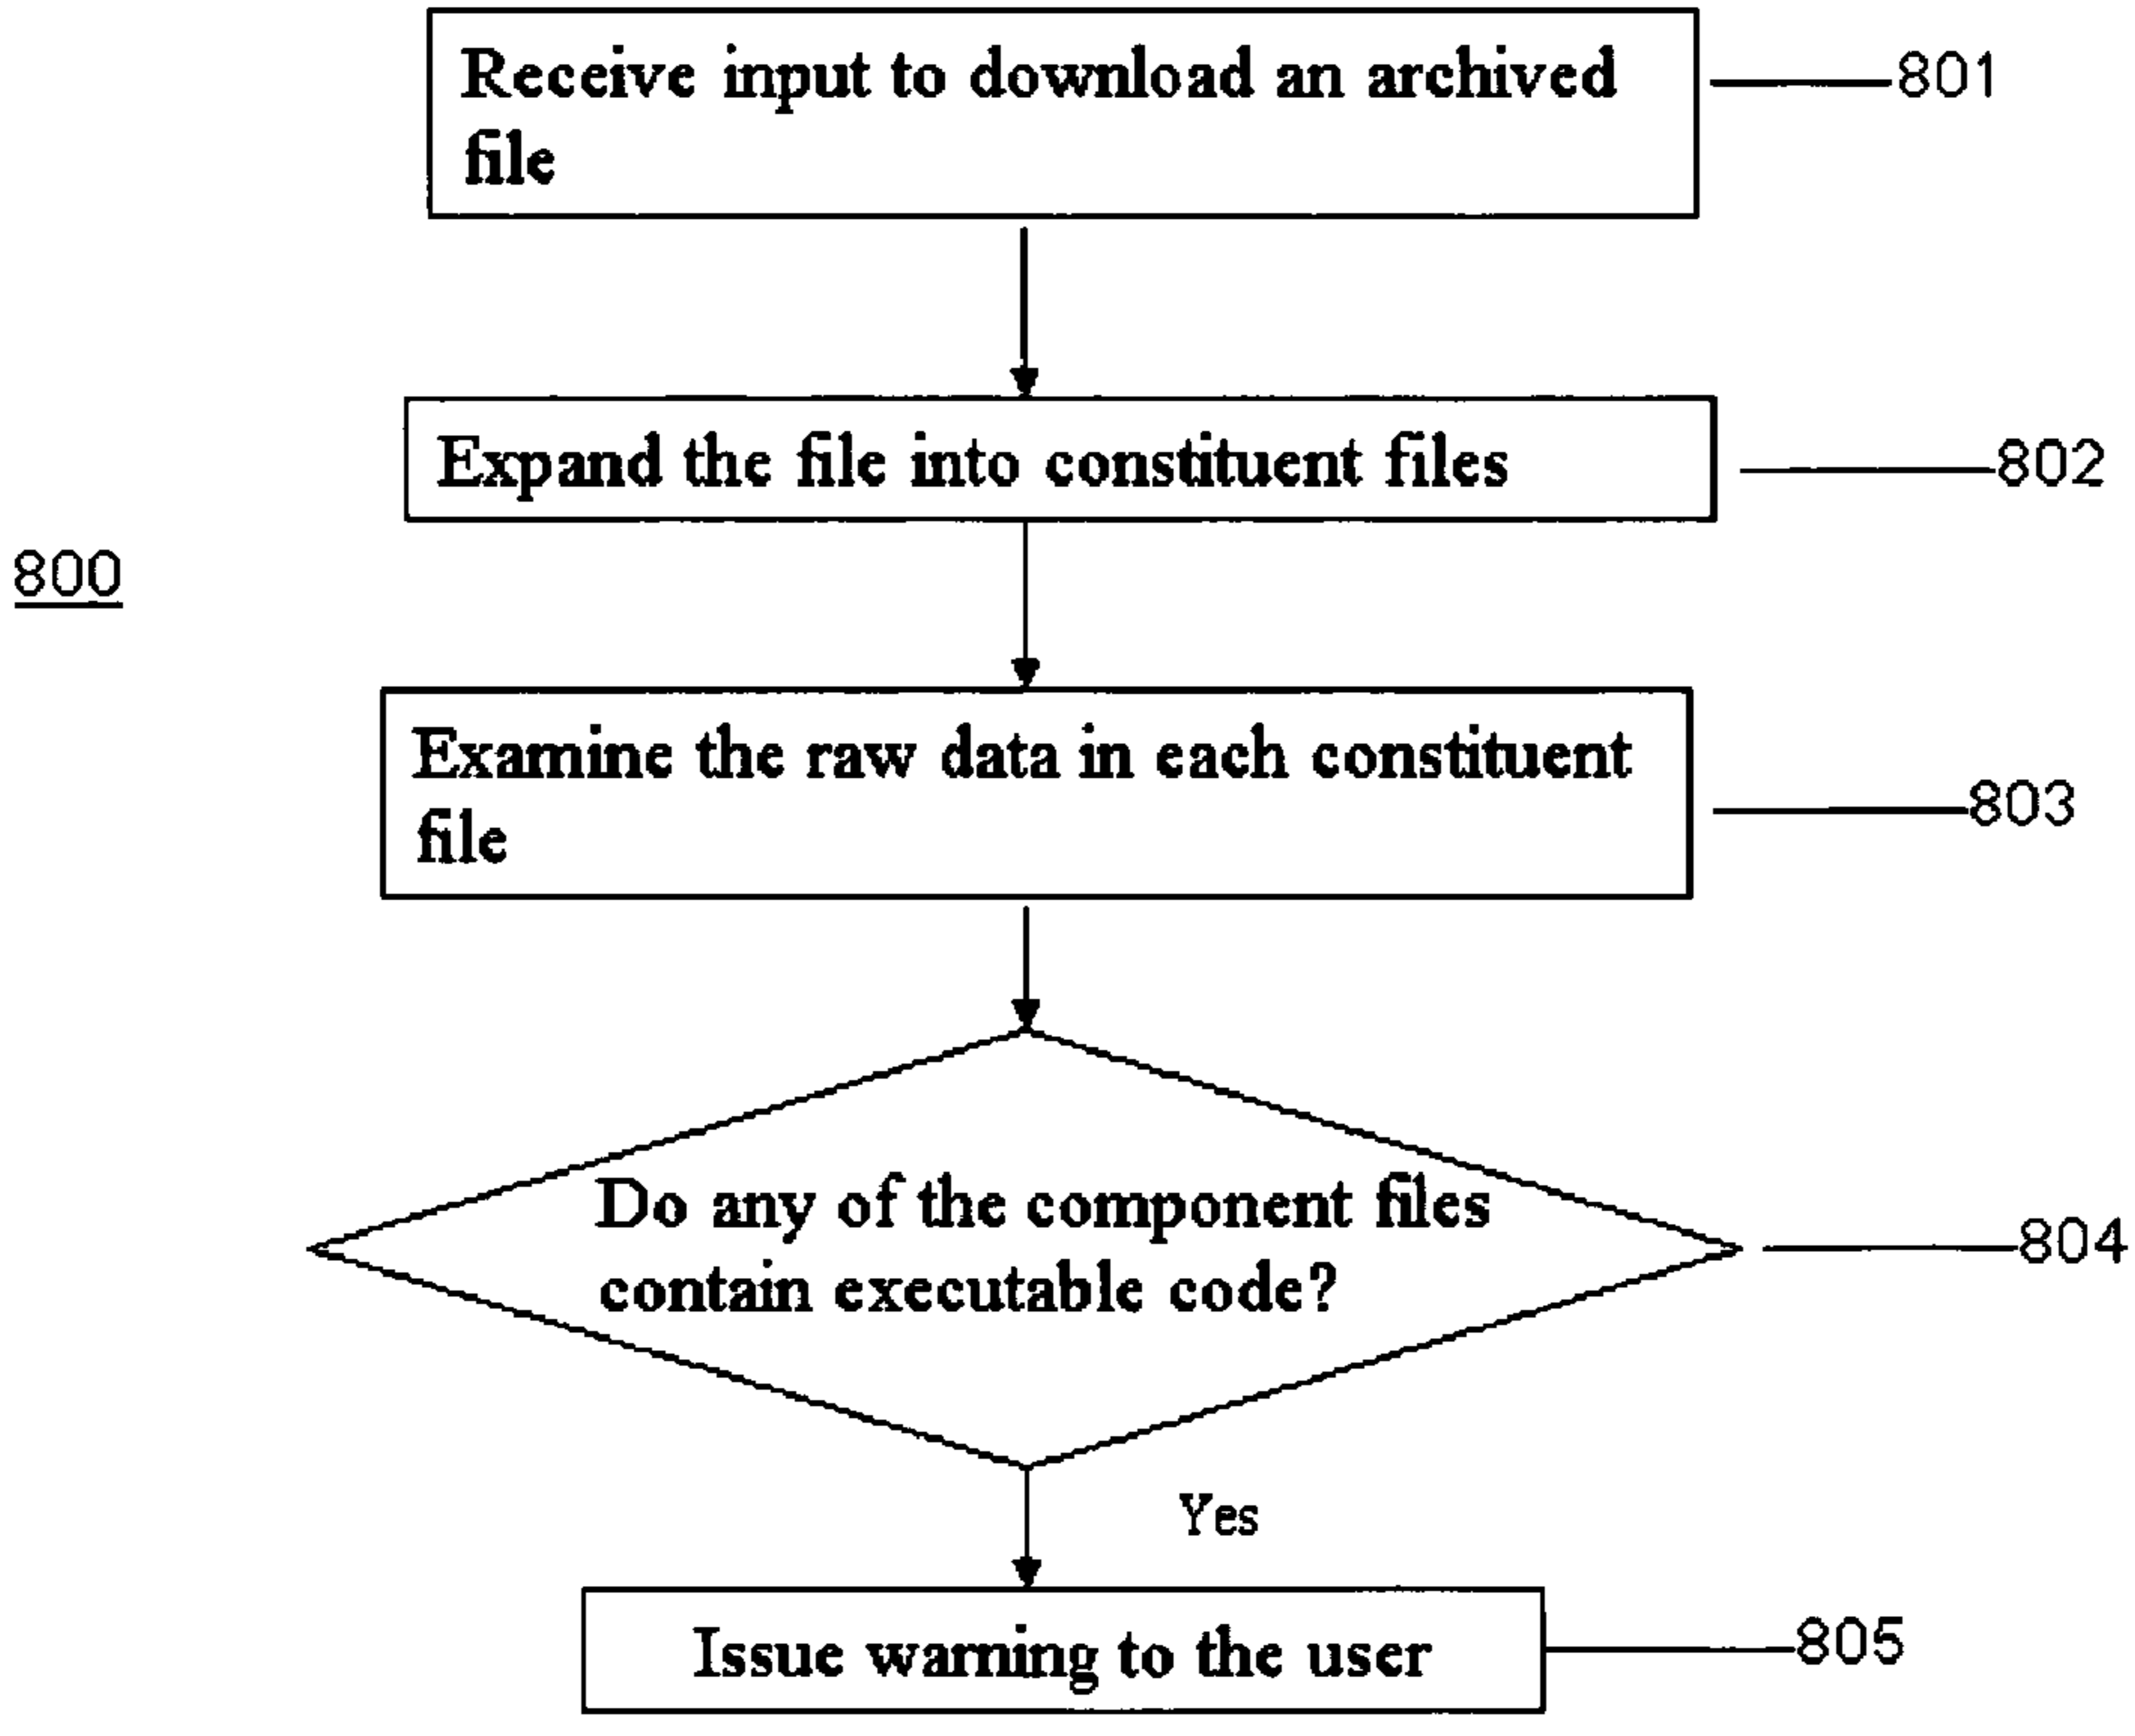 Receive input to download an archived
file
801
Expand the file into constituent files
802
800
Examine the raw data in each constituent
file
803
Do any of the component files
contain executable code?
804
Yes
Issue warning to the user
805